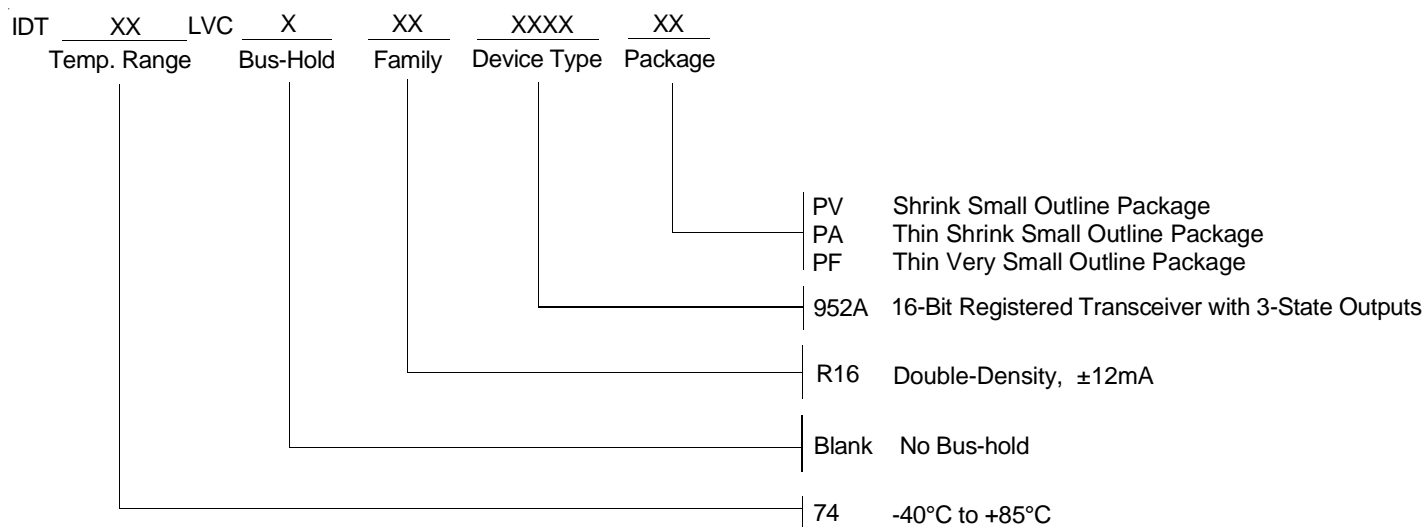 IDT XX LVC X XX XXXX XX
Temp. Range Bus-Hold Family Device Type Package
PV Shrink Small Outline Package
PA Thin Shrink Small Outline Package
PF Thin Very Small Outline Package
952A 16-Bit Registered Transceiver with 3-State Outputs
R16 Double-Density, ±12mA
Blank No Bus-hold
74 -40°C to +85°C